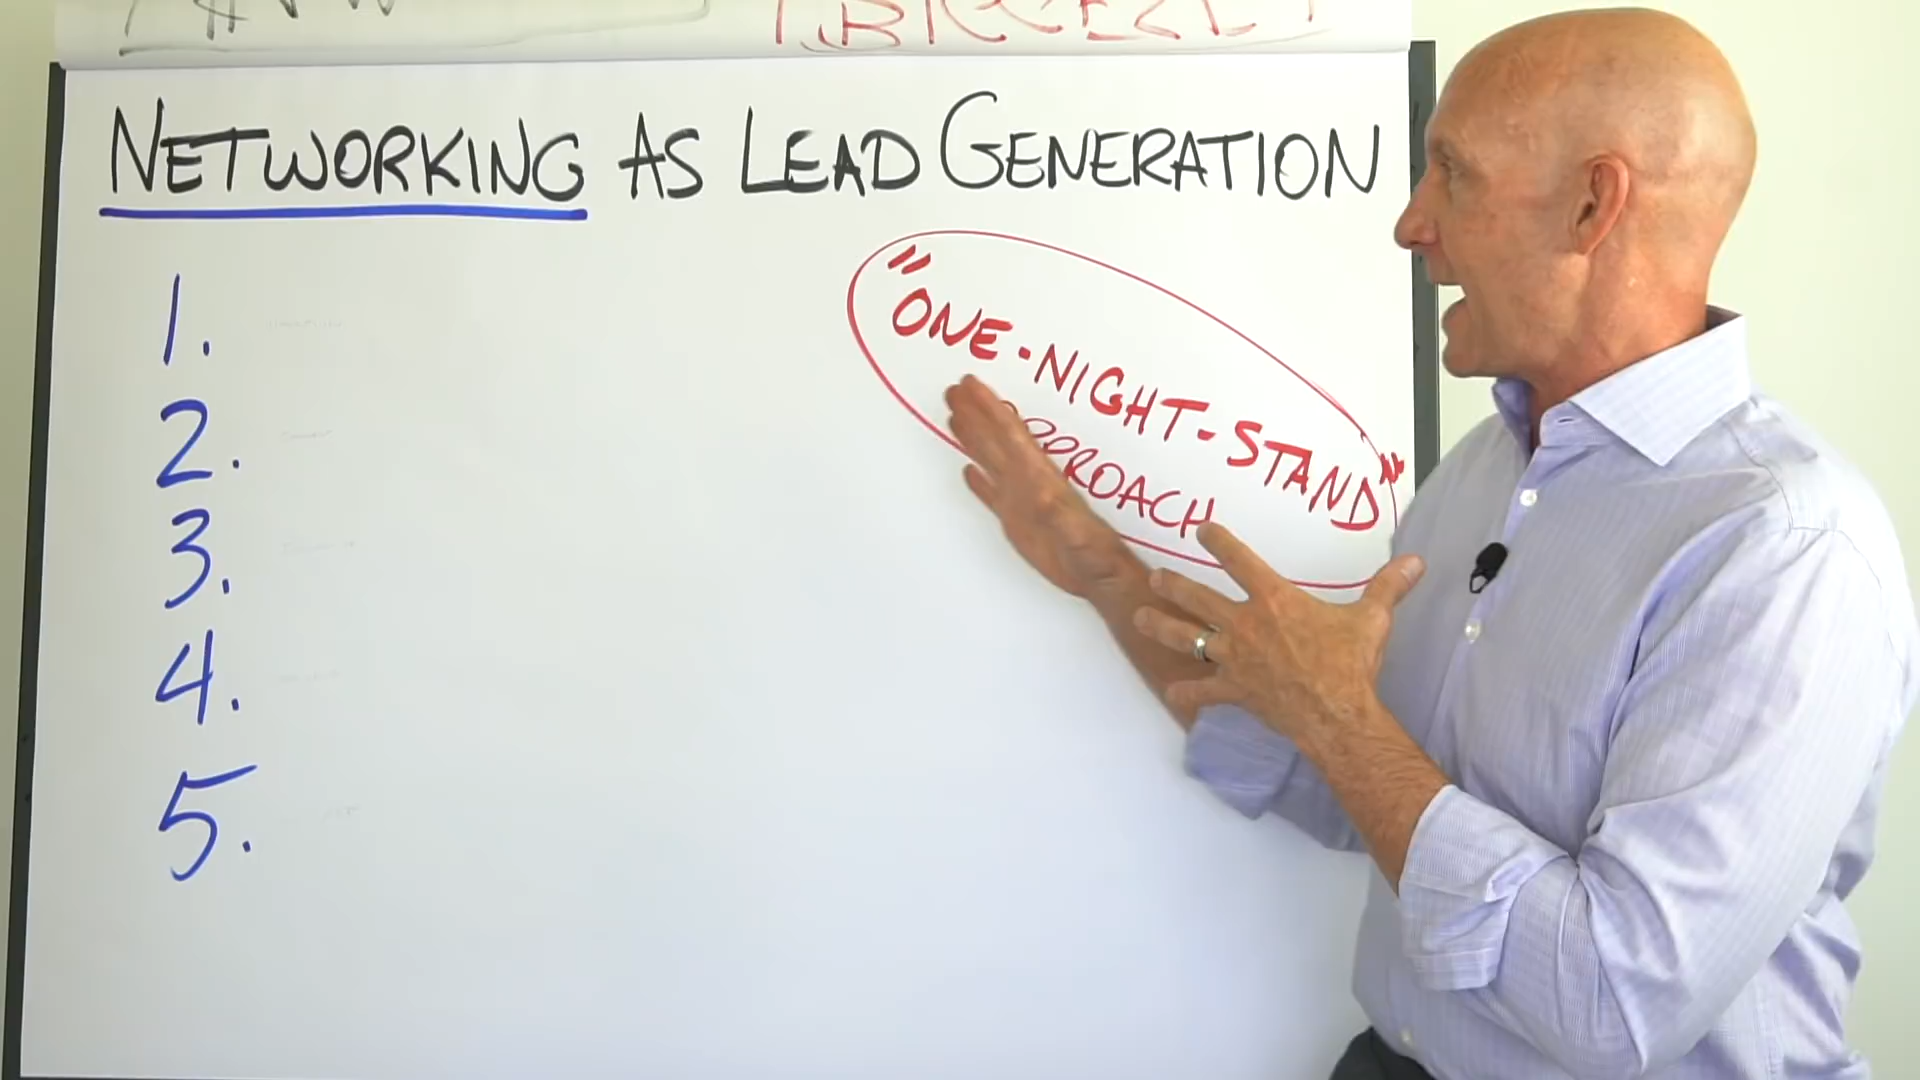 NETWORKING AS LEAD GENERATION
1.
2.
3.
4.
5.
"ONE-NIGHT-STAND"
APPROACH